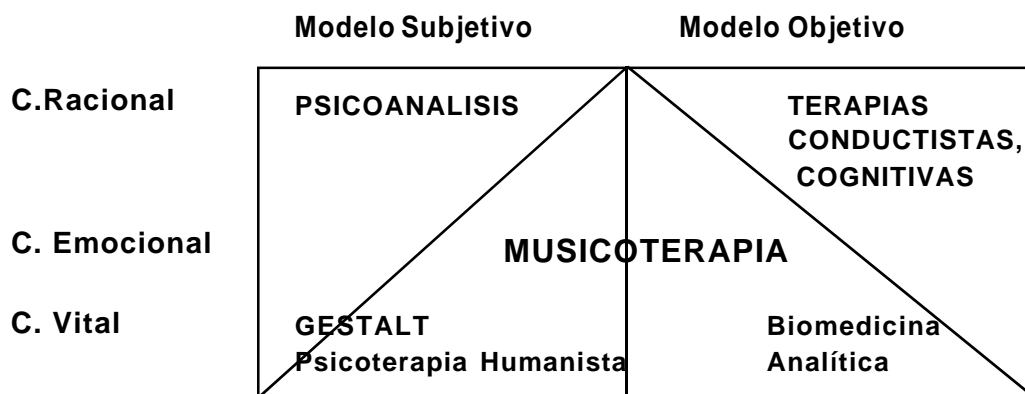 Modelo Subjetivo Modelo Objetivo
C.Racional PSICOANALISIS TERAPIAS
CONDUCTISTAS,
COGNITIVAS
C. Emocional MUSICOTERAPIA
C. Vital GESTALT Biomedicina
Psicoterapia Humanista Analítica